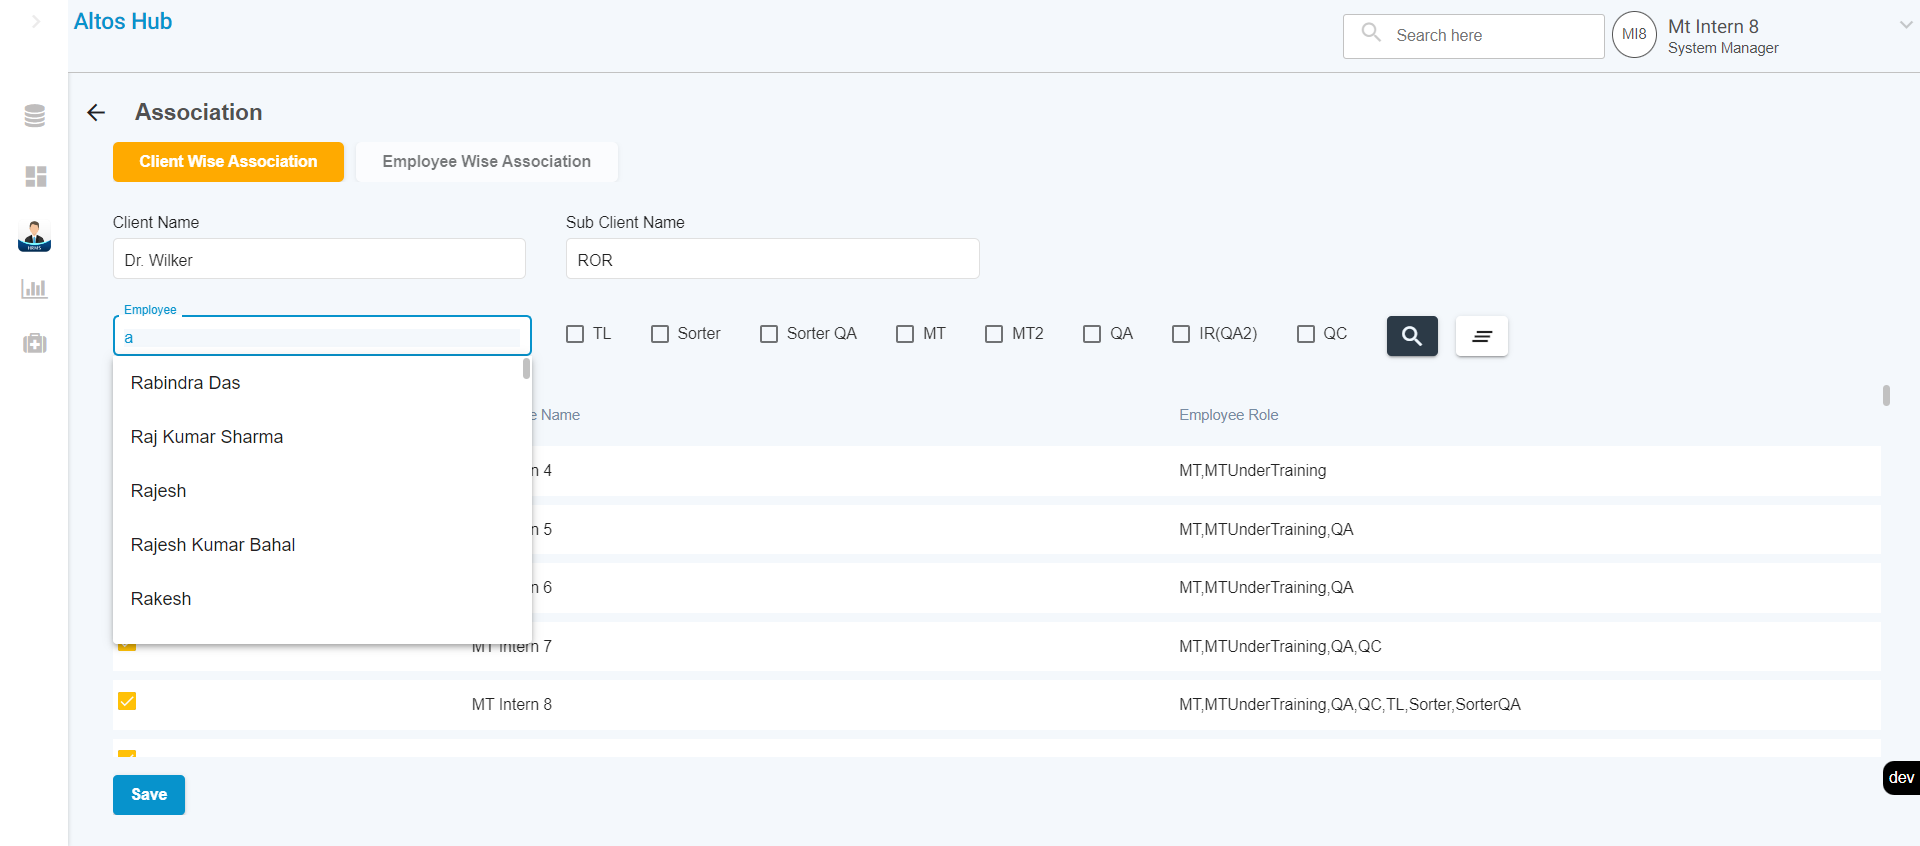 Altos Hub
Search here
MI8
Mt Intern 8
System Manager
Association
Client Wise Association
Employee Wise Association
HRMS
Client Name
Sub Client Name
Dr. Wilker
ROR
Employee
a
TL
Sorter
Sorter QA
MT
MT2
QA
IR(QA2)
QC
Rabindra Das
Raj Kumar Sharma
Rajesh
Rajesh Kumar Bahal
Rakesh
e Name
Employee Role
n 4
MT,MTUnderTraining
n 5
MT,MTUnderTraining,QA
n 6
MT,MTUnderTraining,QA
MT Intern 7
MT,MTUnderTraining,QA,QC
MT Intern 8
MT,MTUnderTraining,QA,QC,TL,Sorter,SorterQA
Save
dev